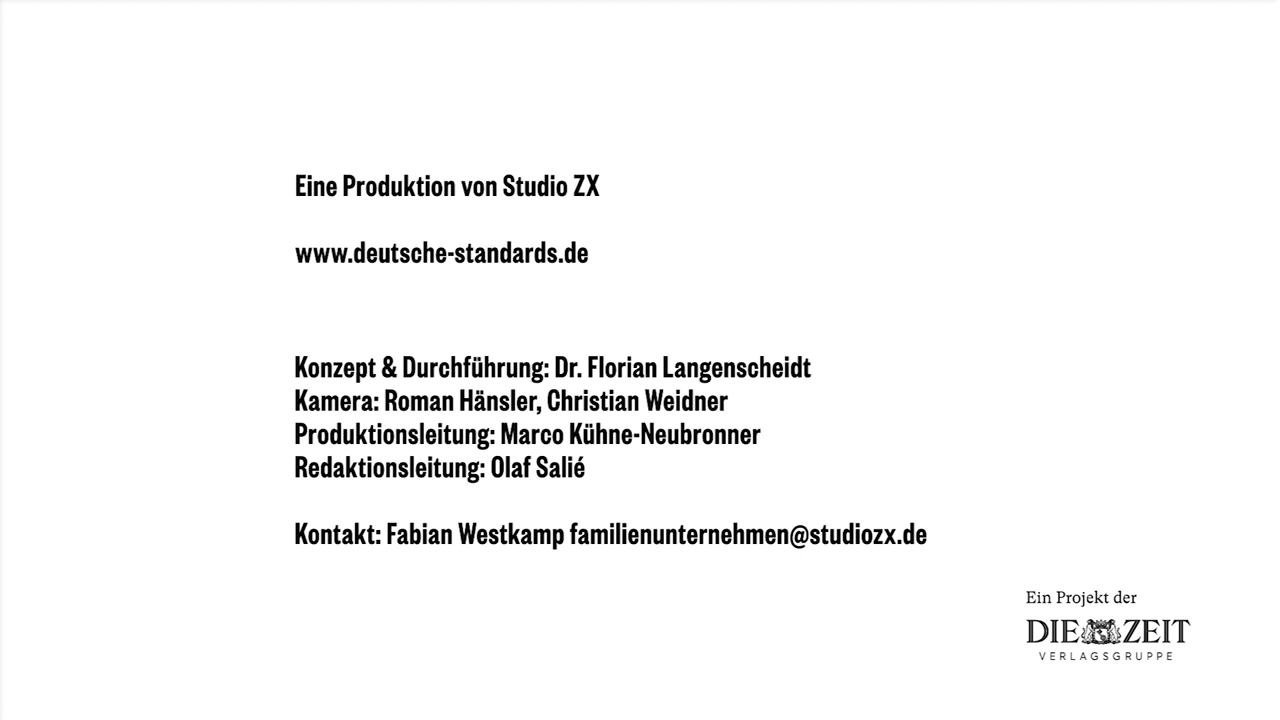 Eine Produktion von Studio ZX
www.deutsche-standards.de
Konzept & Durchführung: Dr. Florian Langenscheidt
Kamera: Roman Hänsler, Christian Weidner
Produktionsleitung: Marco Kühne-Neubronner
Redaktionsleitung: Olaf Salié
Kontakt: Fabian Westkamp familienunternehmen@studiozx.de
Ein Projekt der
DIE ZEIT
VERLAGSGRUPPE